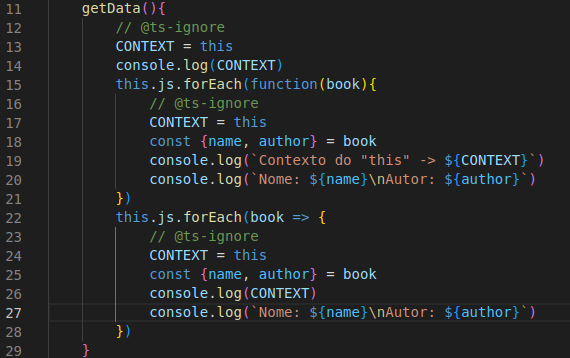 11 getData(){
12 // @ts-ignore
13 CONTEXT = this
14 console.log(CONTEXT)
15 this.js.forEach(function(book){
16 // @ts-ignore
17 CONTEXT = this
18 const {name, author} = book
19 console.log(`Contexto do "this" -> ${CONTEXT}`)
20 console.log(`Nome: ${name}\nAutor: ${author}`)
21 })
22 this.js.forEach(book => {
23 // @ts-ignore
24 CONTEXT = this
25 const {name, author} = book
26 console.log(CONTEXT)
27 console.log(`Nome: ${name}\nAutor: ${author}`)
28 })
29 }